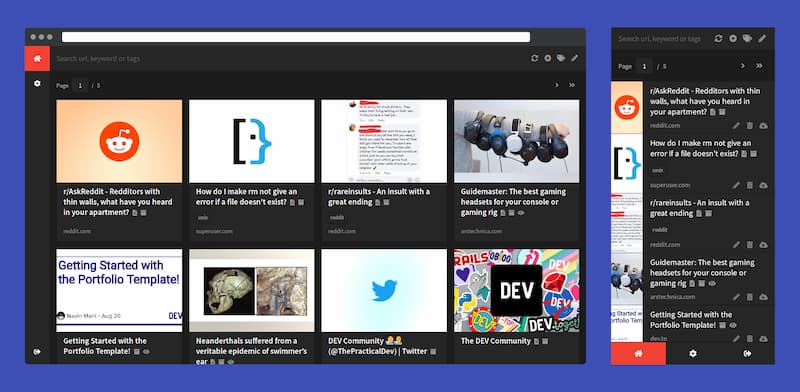 Search url, keyword or tags
Page 1 / 5
r/AskReddit - Redditors with
thin walls, what have you heard
in your apartment?
reddit.com
How do I make rm not give an
error if a file doesn't exist?
unix
superuser.com
r/rareinsults - An insult with a
great ending
reddit
reddit.com
Guidemaster: The best gaming
headsets for your console or
gaming rig
arstechnica.com
Getting Started with
the Portfolio Template!
Navin Mani - Aug 20
DEV
Getting Started with the
Portfolio Template!
Neanderthals suffered from a
veritable epidemic of swimmer's
ear
DEV Community
(@ThePracticalDev) | Twitter
DEV
DEV
The DEV Community
Search url, keyword or tags
Page 1 / 5
r/AskReddit - Redditors with thin
walls, what have you heard in your
apartment?
reddit.com
How do I make rm not give an
error if a file doesn't exist?
unix
superuser.com
r/rareinsults - An insult with a
great ending
reddit
reddit.com
Guidemaster: The best gaming
headsets for your console or
gaming rig
arstechnica.com
Getting Started with the
Portfolio Template!
dev.to